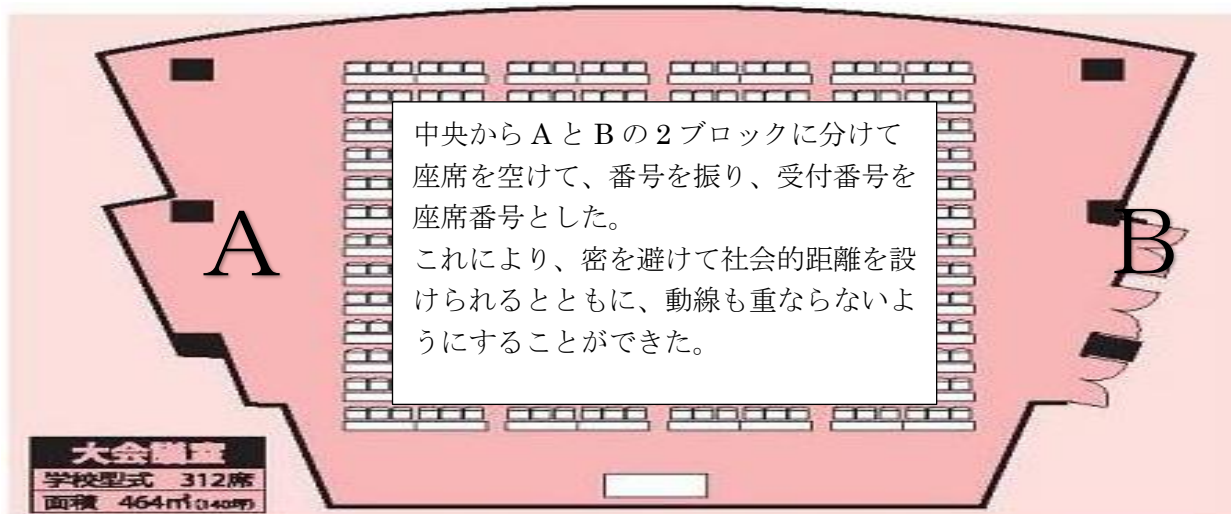 中央から A と B の 2 ブロックに分けて
座席を空けて、番号を振り、受付番号を
座席番号とした。
これにより、密を避けて社会的距離を設
けられるとともに、動線も重ならないよ
うにすることができた。
A
B
大会議室
学校型式 312席
面積 464㎡(140坪)